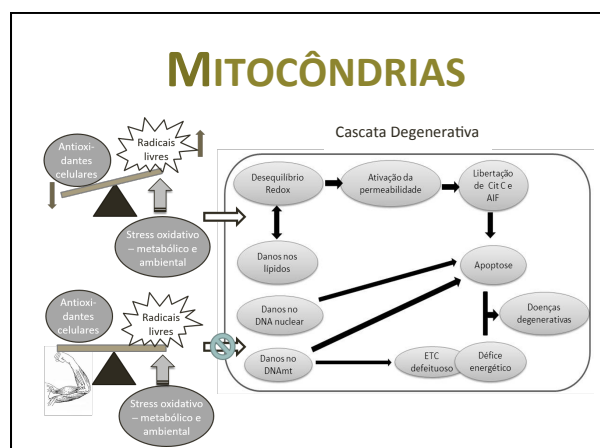 MITOCÔNDRIAS
Antioxi-
dantes
celulares
Radicais
livres
Stress oxidativo
– metabólico e
ambiental
Cascata Degenerativa
Desequilíbrio
Redox
Ativação da
permeabilidade
Libertação
de Cit C e
AIF
Danos nos
lípidos
Apoptose
Danos no
DNA nuclear
Doenças
degenerativas
Danos no
DNAmt
ETC
defeituoso
Défice
energético
Antioxidantes
celulares
Radicais
livres
Stress oxidativo
– metabólico e
ambiental